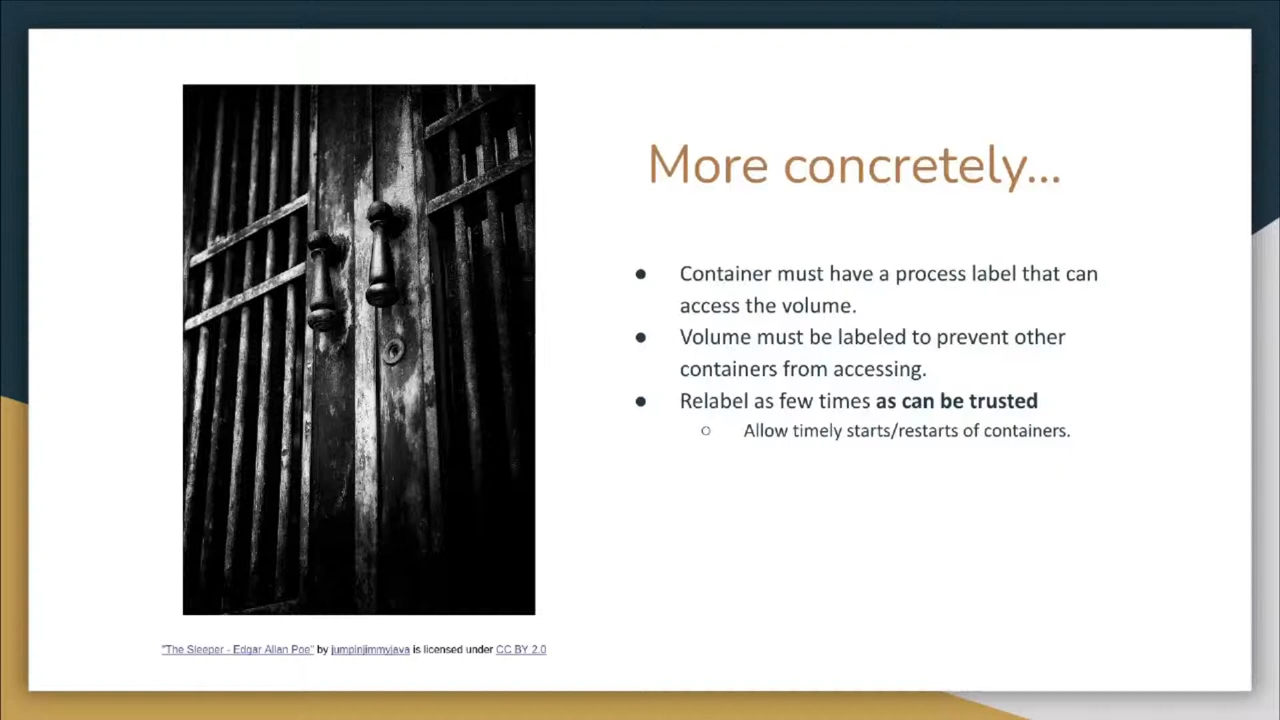 More concretely...
● Container must have a process label that can
access the volume.
● Volume must be labeled to prevent other
containers from accessing.
● Relabel as few times as can be trusted
○ Allow timely starts/restarts of containers.
"The Sleeper - Edgar Allan Poe" by jumpinjimmyjava is licensed under CC BY 2.0